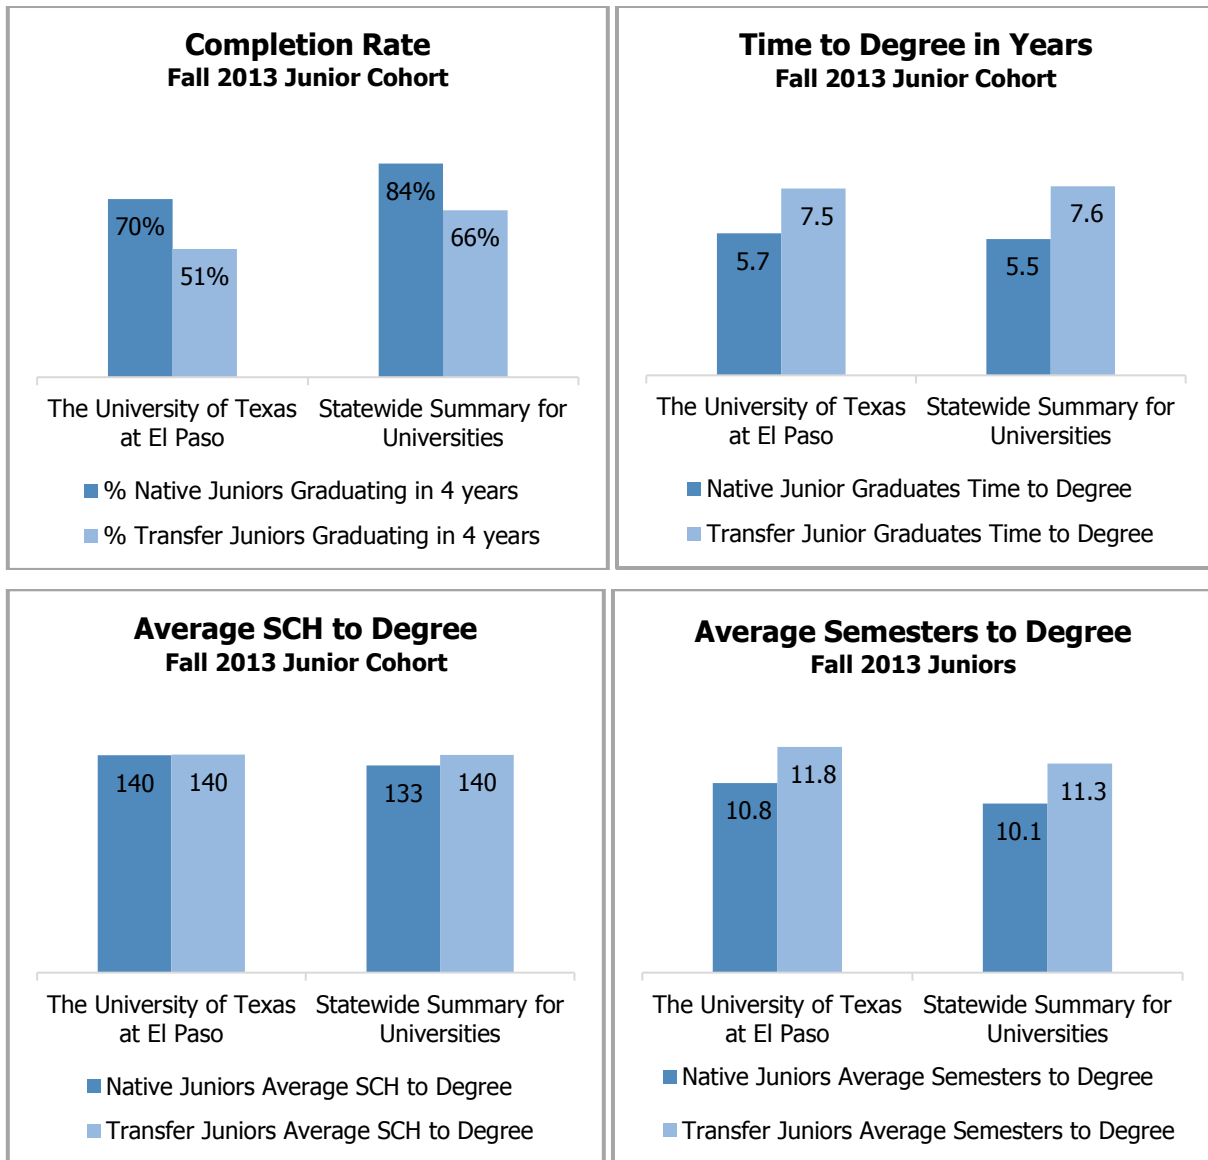 Completion Rate
Fall 2013 Junior Cohort
70%
51%
84%
66%
The University of Texas
at El Paso
Statewide Summary for
Universities
% Native Juniors Graduating in 4 years
% Transfer Juniors Graduating in 4 years
Time to Degree in Years
Fall 2013 Junior Cohort
5.7
7.5
5.5
7.6
The University of Texas
at El Paso
Statewide Summary for
Universities
Native Junior Graduates Time to Degree
Transfer Junior Graduates Time to Degree
Average SCH to Degree
Fall 2013 Junior Cohort
140
140
133
140
The University of Texas
at El Paso
Statewide Summary for
Universities
Native Juniors Average SCH to Degree
Transfer Juniors Average SCH to Degree
Average Semesters to Degree
Fall 2013 Juniors
10.8
11.8
10.1
11.3
The University of Texas
at El Paso
Statewide Summary for
Universities
Native Juniors Average Semesters to Degree
Transfer Juniors Average Semesters to Degree